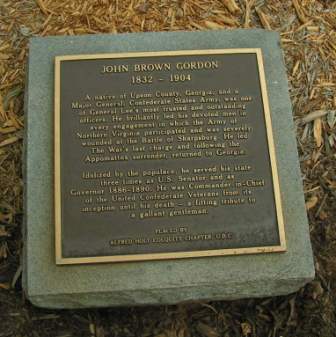 JOHN BROWN GORDON
1832 - 1904
A native of Upson County, Georgia, and a
Major General, Confederate States Army, was one
of General Lee's most trusted and outstanding
officers. He brilliantly led his devoted men in
every engagement in which the Army of
Northern Virginia participated and was severely
wounded at the Battle of Sharpsburg. He led
The War's last charge and following the
Appomattox surrender, returned to Georgia.
Idolized by the populace, he served his state
three times as U.S. Senator and as
Governor 1886-1890. He was Commander-in-Chief
of the United Confederate Veterans from its
inception until his death — a fitting tribute to
a gallant gentleman.
PLACED BY
ALFRED HOLT COLQUITT CHAPTER, U.D.C.